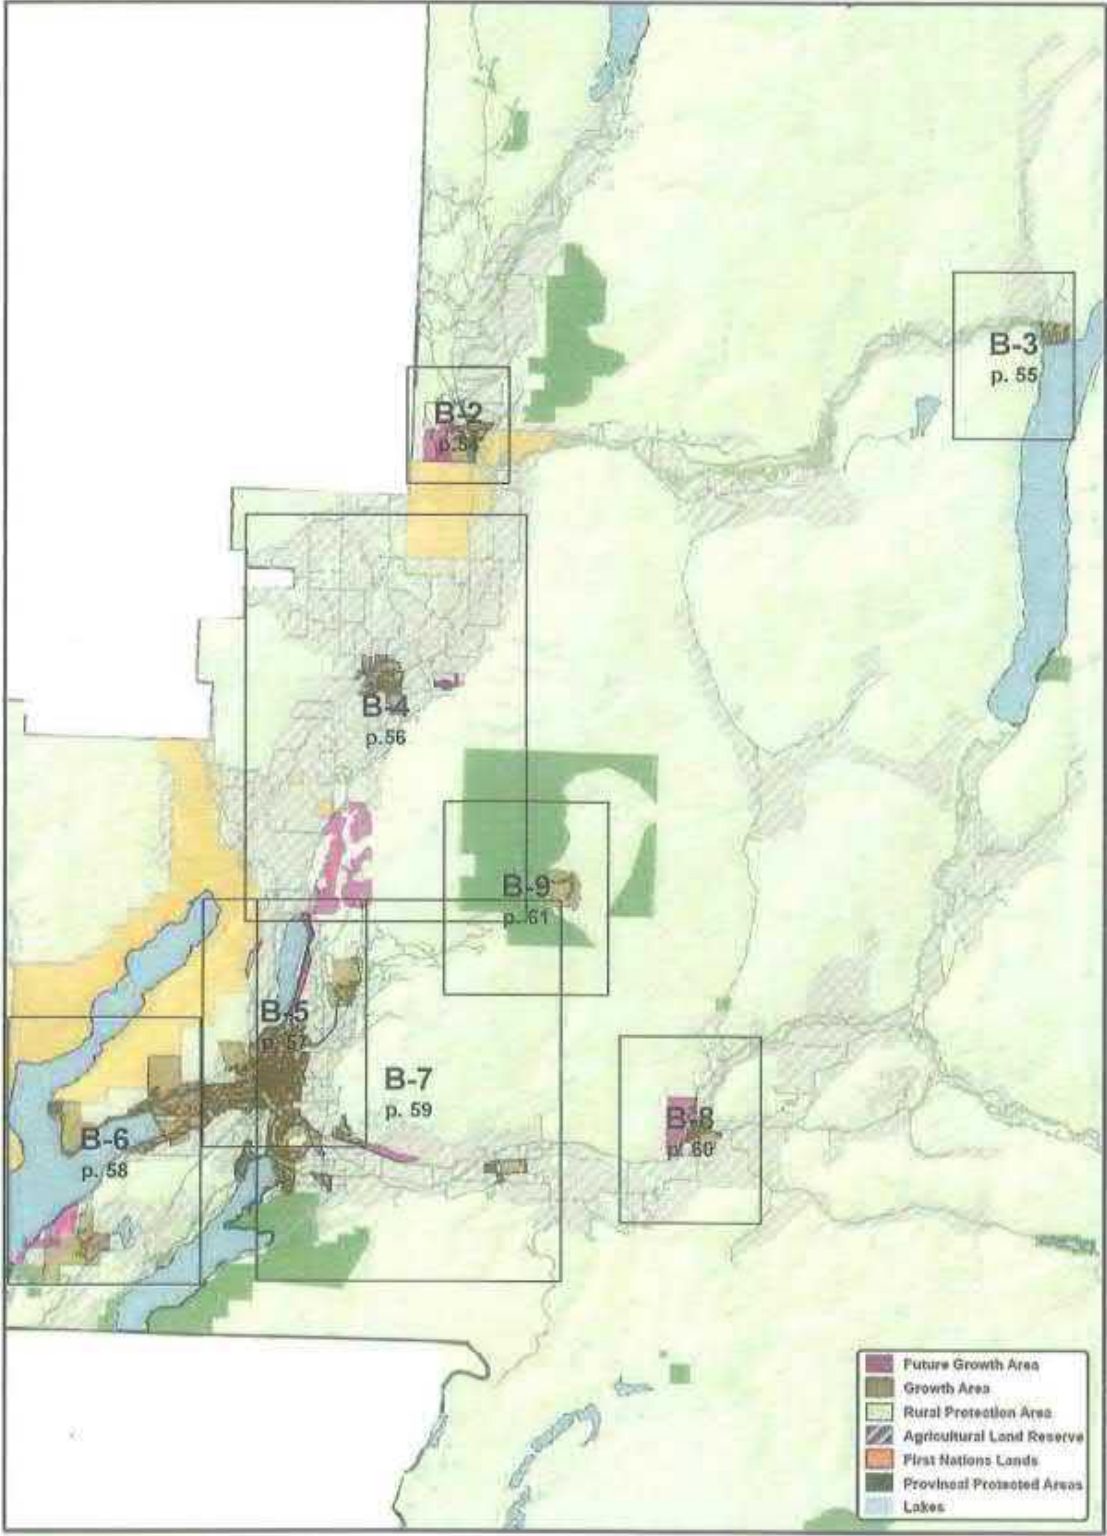 B-3
p. 55
B-2
p.54
B-4
p.56
B-9
p. 61
B-5
p. 57
B-7
p. 59
B-8
p. 60
B-6
p. 58
Future Growth Area
Growth Area
Rural Protection Area
Agricultural Land Reserve
First Nations Lands
Provincial Protected Areas
Lakes